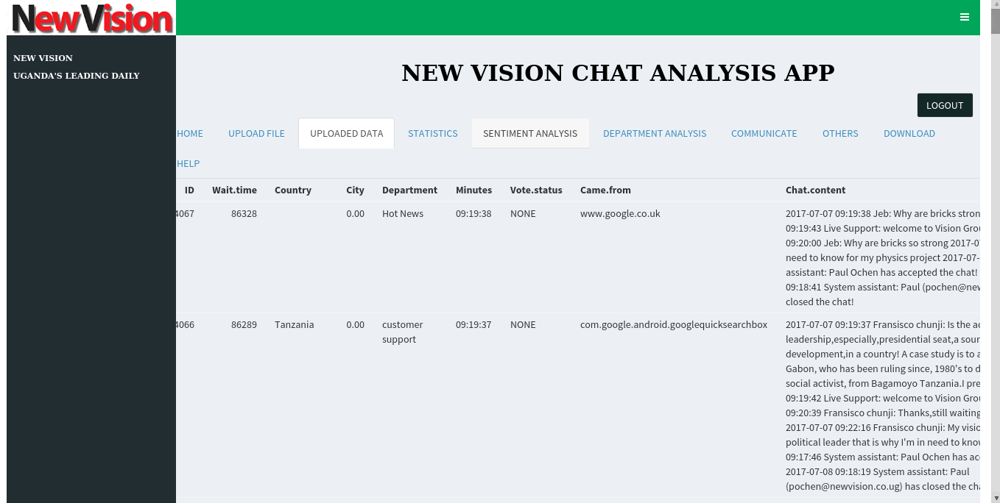 NewVision
NEW VISION
UGANDA'S LEADING DAILY
NEW VISION CHAT ANALYSIS APP
LOGOUT
HOME UPLOAD FILE UPLOADED DATA STATISTICS SENTIMENT ANALYSIS DEPARTMENT ANALYSIS COMMUNICATE OTHERS DOWNLOAD
HELP
ID Wait.time Country City Department Minutes Vote.status Came.from Chat.content
4067 86328 0.00 Hot News 09:19:38 NONE www.google.co.uk 2017-07-07 09:19:38 Jeb: Why are bricks stron
09:19:43 Live Support: welcome to Vision Grou
09:20:00 Jeb: Why are bricks so strong 2017-07
need to know for my physics project 2017-07-
assistant: Paul Ochen has accepted the chat!
09:18:41 System assistant: Paul (pochen@new
closed the chat!
4066 86289 Tanzania 0.00 customer 09:19:37 NONE com.google.android.googlequicksearchbox 2017-07-07 09:19:37 Fransisco chunji: Is the ac
support leadership,especially,presidential seat,a sour
development,in a country! A case study is to a
Gabon, who has been ruling since, 1980's to d
social activist, from Bagamoyo Tanzania.I pre
09:19:42 Live Support: welcome to Vision Grou
09:20:39 Fransisco chunji: Thanks,still waiting
2017-07-07 09:22:16 Fransisco chunji: My visio
political leader that is why I'm in need to know
09:17:46 System assistant: Paul Ochen has acc
2017-07-08 09:18:19 System assistant: Paul
(pochen@newvision.co.ug) has closed the cha